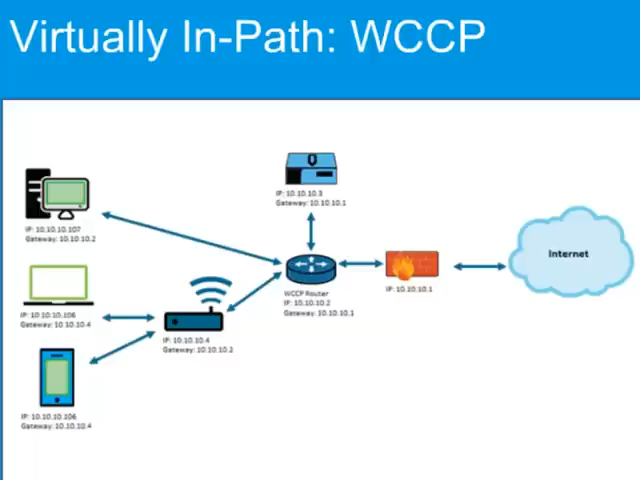 Virtually In-Path: WCCP
IP: 10.10.10.3
Gateway: 10.10.10.1
IP: 10.10.10.107
Gateway: 10.10.10.2
Internet
WCCP Router
IP: 10.10.10.2
Gateway: 10.10.10.1
IP: 10.10.10.1
IP: 10.10.10.106
Gateway: 10.10.10.4
IP: 10.10.10.4
Gateway: 10.10.10.2
IP: 10.10.10.106
Gateway: 10.10.10.4